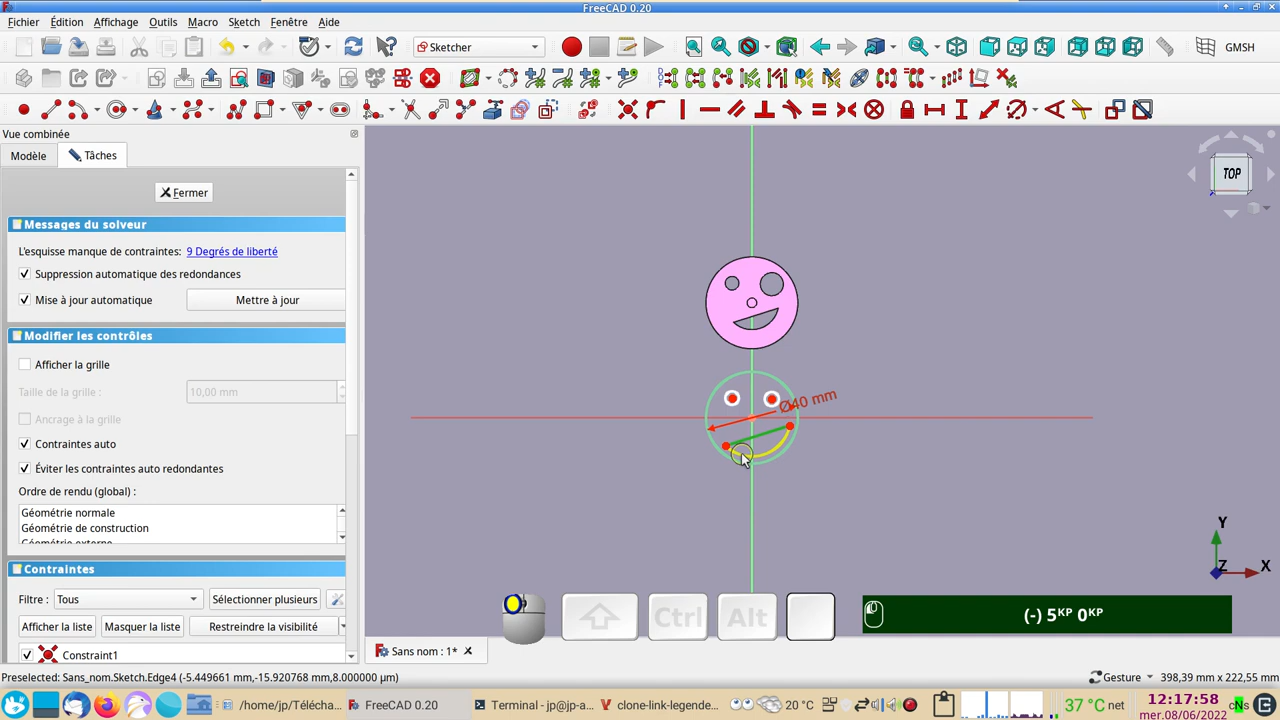 FreeCAD 0.20
Fichier Édition Affichage Outils Macro Sketch Fenêtre Aide
Sketcher
GMSH
Vue combinée
Modèle
Tâches
Fermer
Messages du solveur
L'esquisse manque de contraintes: 9 Degrés de liberté
Suppression automatique des redondances
Mise à jour automatique
Mettre à jour
Modifier les contrôles
Afficher la grille
Taille de la grille :
10,00 mm
Ancrage à la grille
Contraintes auto
Éviter les contraintes auto redondantes
Ordre de rendu (global) :
Géométrie normale
Géométrie de construction
Géométrie externe
Contraintes
Filtre : Tous
Sélectionner plusieurs
Afficher la liste
Masquer la liste
Restreindre la visibilité
Constraint1
TOP
Ø40 mm
Y
Z
X
Ctrl
Alt
(-) 5KP 0KP
Sans nom : 1*
Preselected: Sans_nom.Sketch.Edge4 (-5.449661 mm,-15.920768 mm,8.000000 µm)
Gesture
398,39 mm x 222,55 mm
/home/jp/Técha...
FreeCAD 0.20
Terminal - jp@jp-a...
clone-link-legende...
20 °C
37 °C net
12:17:58
mer.08/06/2022
cNs